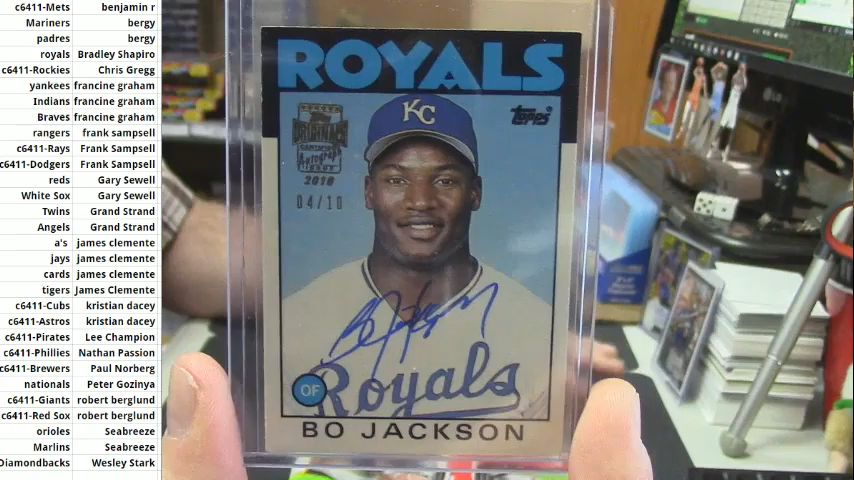 c6411-Mets benjamin r
Mariners bergy
padres bergy
royals Bradley Shapiro
c6411-Rockies Chris Gregg
yankees francine graham
Indians francine graham
Braves francine graham
rangers frank sampsell
c6411-Rays Frank Sampsell
c6411-Dodgers Frank Sampsell
reds Gary Sewell
White Sox Gary Sewell
Twins Grand Strand
Angels Grand Strand
a's james clemente
jays james clemente
cards james clemente
tigers James Clemente
c6411-Cubs kristian dacey
c6411-Astros kristian dacey
c6411-Pirates Lee Champion
c6411-Phillies Nathan Passion
c6411-Brewers Paul Norberg
nationals Peter Gozinya
c6411-Giants robert berglund
c6411-Red Sox robert berglund
orioles Seabreeze
Marlins Seabreeze
Diamondbacks Wesley Stark
ROYALS
Topps
KC
ARCHIVES
Autograph
2018
04/10
Bo Jackson
Royals
OF
BO JACKSON